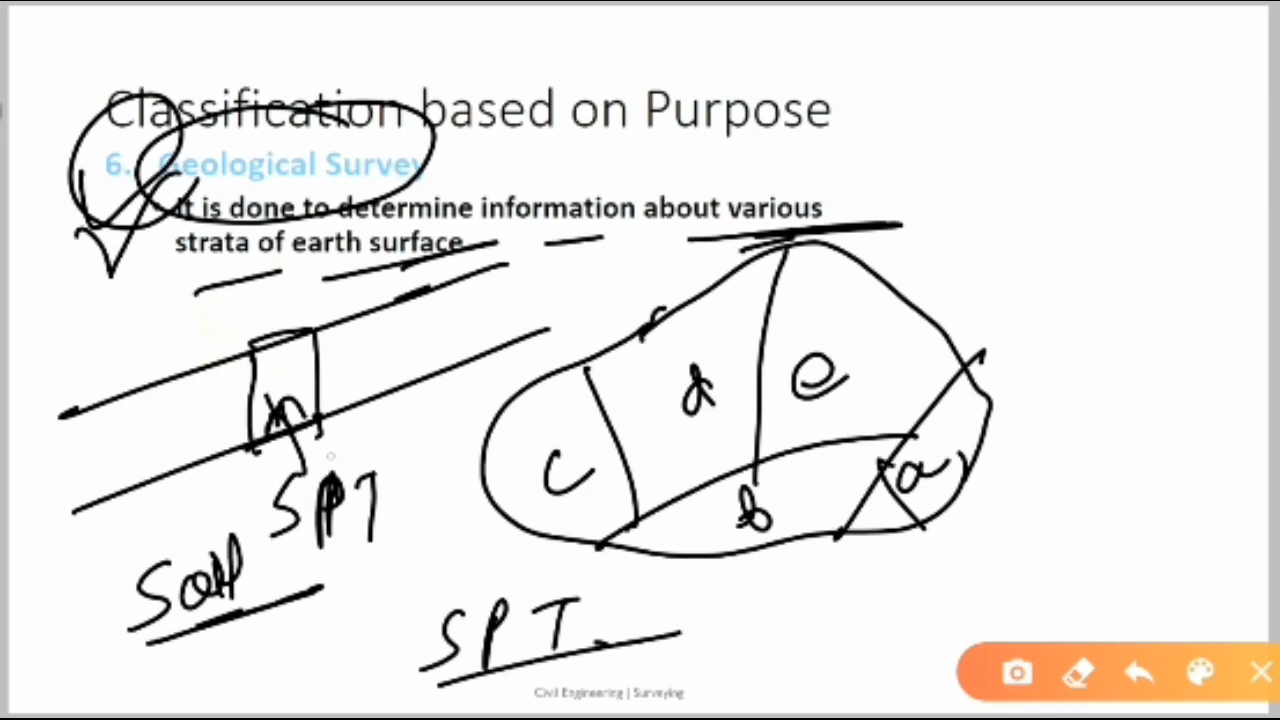 Classification based on Purpose
6. Geological Survey
It is done to determine information about various
strata of earth surface
d
e
c
a
b
SPT
SPT
Civil Engineering | Surveying